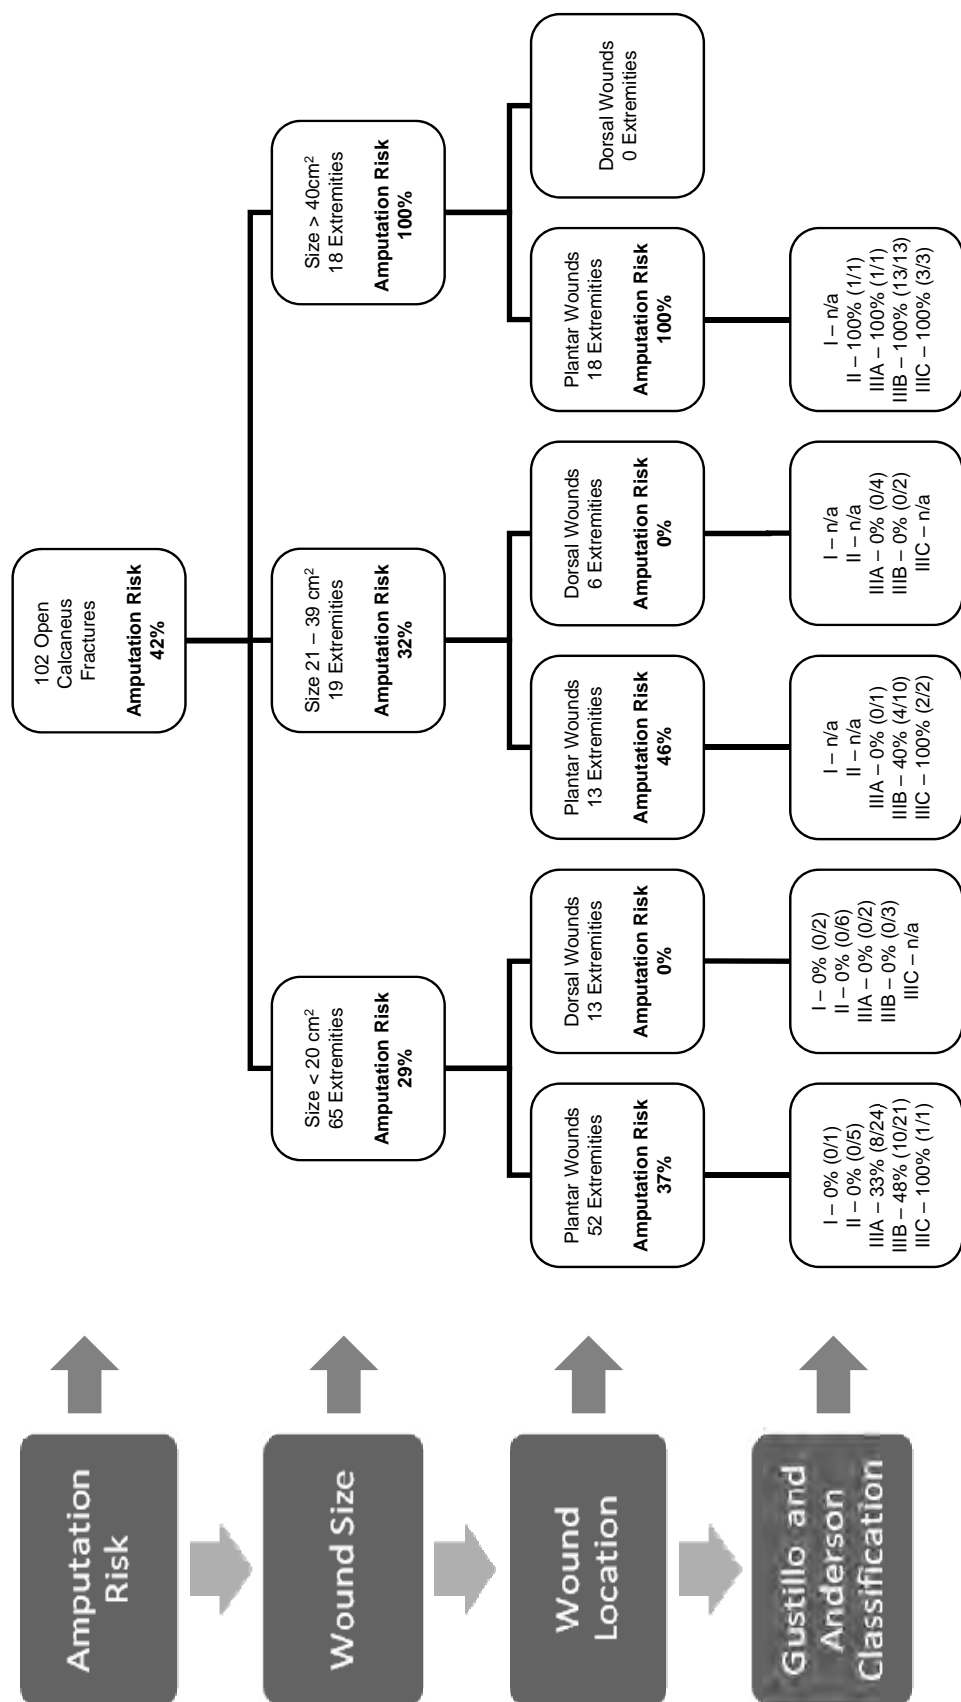 Amputation
Risk
102 Open
Calcaneus
Fractures
Amputation Risk
42%
Wound Size
Size < 20 cm²
65 Extremities
Amputation Risk
29%
Size 21 – 39 cm²
19 Extremities
Amputation Risk
32%
Size > 40cm²
18 Extremities
Amputation Risk
100%
Wound
Location
Plantar Wounds
52 Extremities
Amputation Risk
37%
Dorsal Wounds
13 Extremities
Amputation Risk
0%
Plantar Wounds
13 Extremities
Amputation Risk
46%
Dorsal Wounds
6 Extremities
Amputation Risk
0%
Plantar Wounds
18 Extremities
Amputation Risk
100%
Dorsal Wounds
0 Extremities
Gustillo and
Anderson
Classification
I – 0% (0/1)
II – 0% (0/5)
IIIA – 33% (8/24)
IIIB – 48% (10/21)
IIIC – 100% (1/1)
I – 0% (0/2)
II – 0% (0/6)
IIIA – 0% (0/2)
IIIB – 0% (0/3)
IIIC – n/a
I – n/a
II – n/a
IIIA – 0% (0/1)
IIIB – 40% (4/10)
IIIC – 100% (2/2)
I – n/a
II – n/a
IIIA – 0% (0/4)
IIIB – 0% (0/2)
IIIC – n/a
I – n/a
II – 100% (1/1)
IIIA – 100% (1/1)
IIIB – 100% (13/13)
IIIC – 100% (3/3)